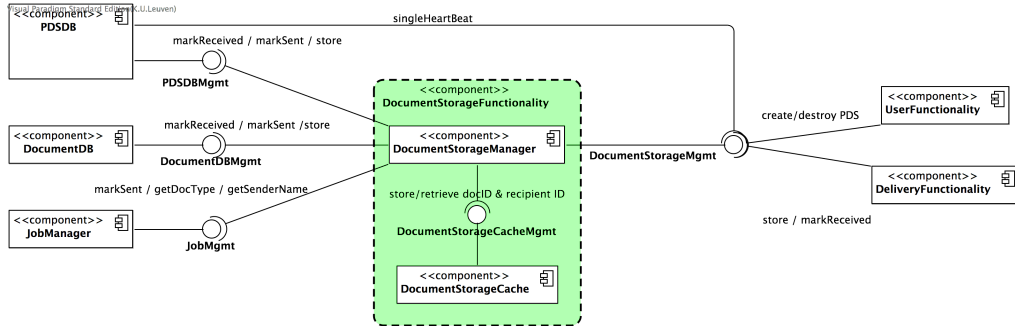 Visual Paradigm Standard Edition(K.U.Leuven)
<<component>>
PDSDB
singleHeartBeat
markReceived / markSent / store
PDSDBMgmt
<<component>>
DocumentStorageFunctionality
<<component>>
DocumentDB
markReceived / markSent /store
DocumentDBMgmt
<<component>>
DocumentStorageManager
DocumentStorageMgmt
create/destroy PDS
<<component>>
UserFunctionality
<<component>>
DeliveryFunctionality
store / markReceived
markSent / getDocType / getSenderName
<<component>>
JobManager
JobMgmt
store/retrieve docID & recipient ID
DocumentStorageCacheMgmt
<<component>>
DocumentStorageCache